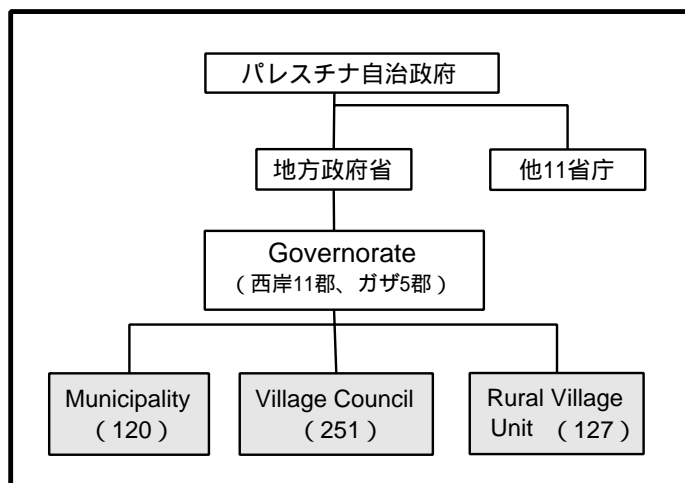 パレスチナ自治政府
地方政府省
他11省庁
Governorate
(西岸11郡、ガザ5郡)
Municipality
(120)
Village Council
(251)
Rural Village
Unit (127)